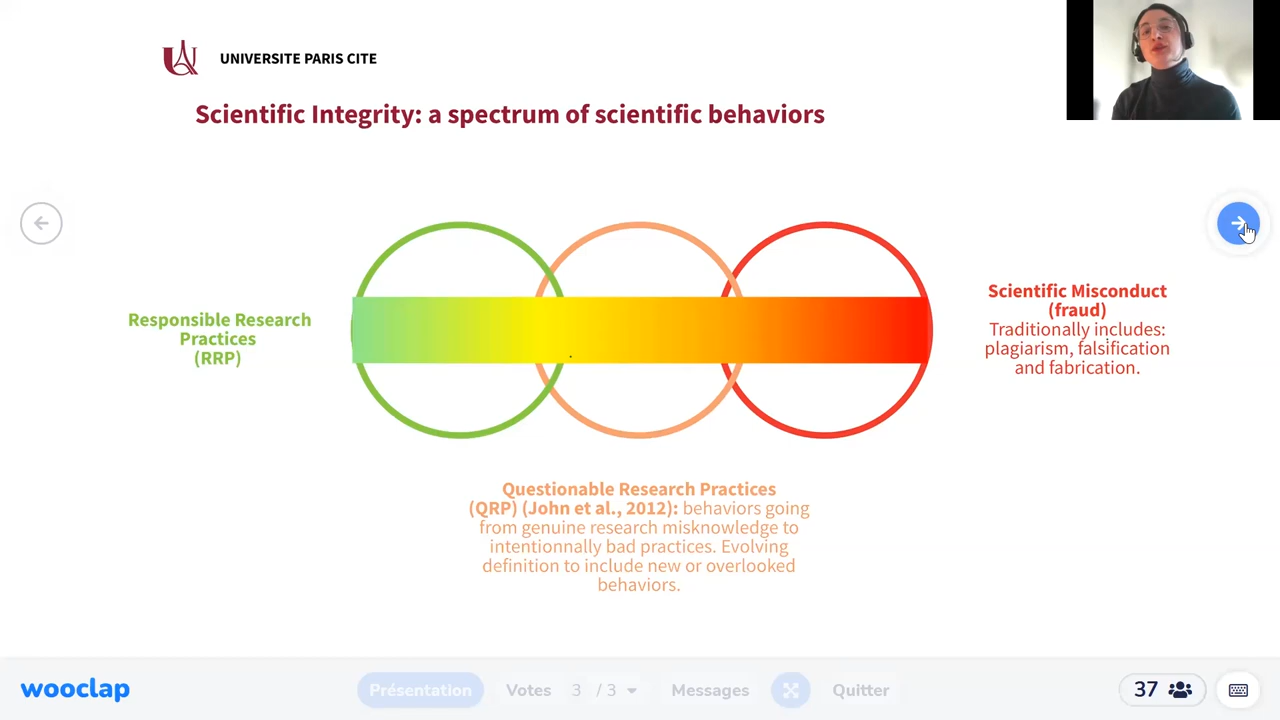 UNIVERSITE PARIS CITE
Scientific Integrity: a spectrum of scientific behaviors
Responsible Research
Practices
(RRP)
Scientific Misconduct
(fraud)
Traditionally includes:
plagiarism, falsification
and fabrication.
Questionable Research Practices
(QRP) (John et al., 2012): behaviors going
from genuine research misknowledge to
intentionnally bad practices. Evolving
definition to include new or overlooked
behaviors.
wooclap
Présentation
Votes
3 / 3
Messages
Quitter
37